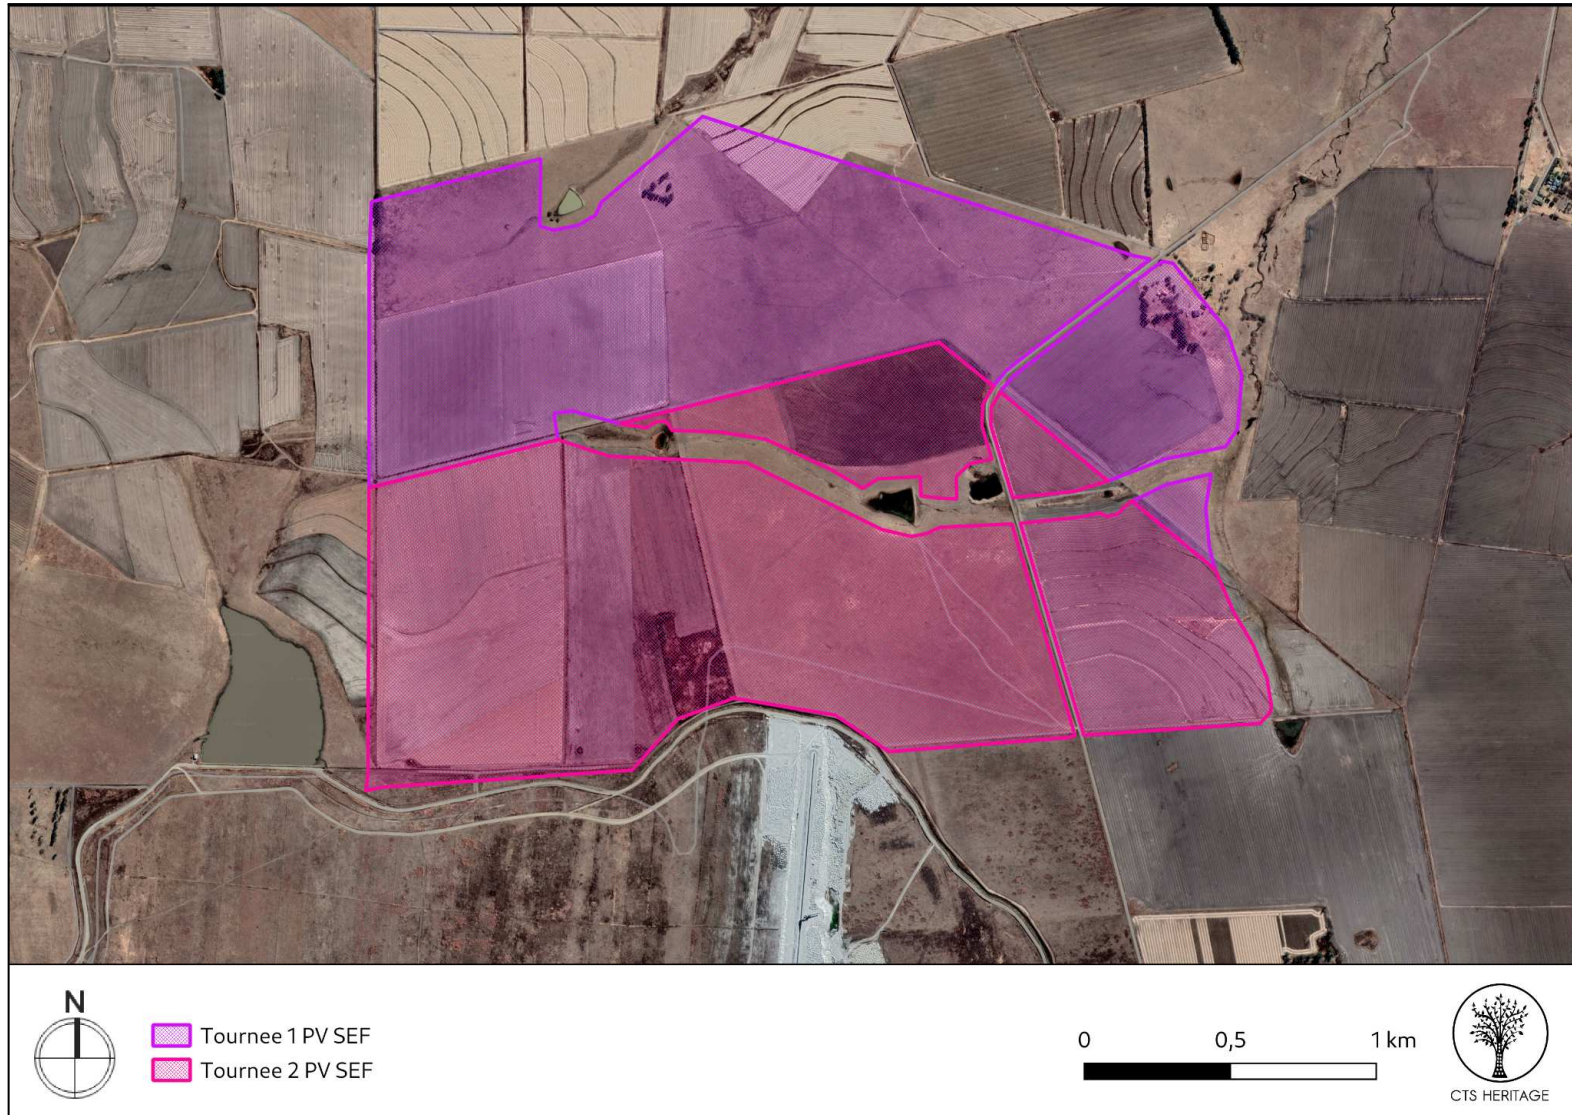 N
Tournee 1 PV SEF
Tournee 2 PV SEF
0 0,5 1 km
CTS HERITAGE